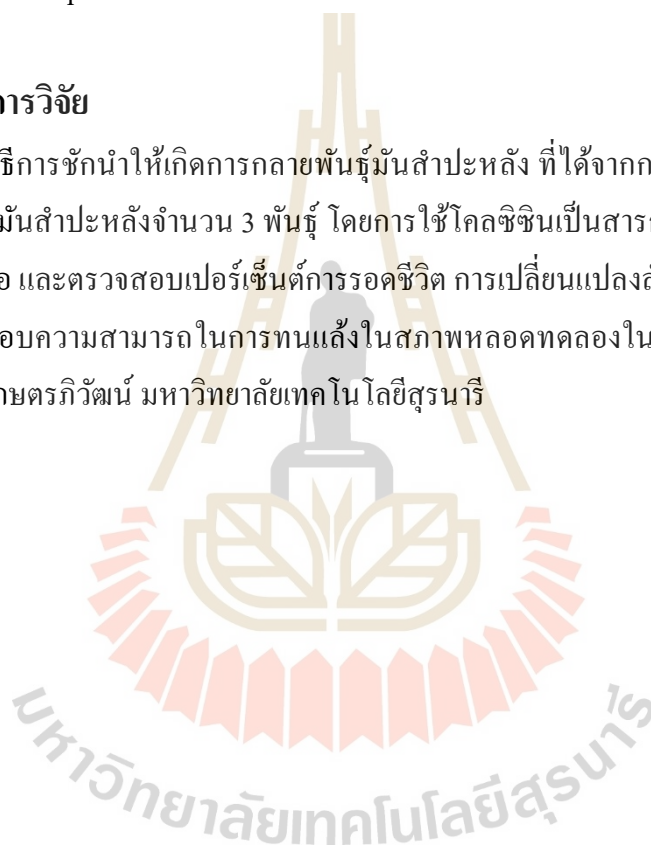 การวิจัย
ธีการชักนำให้เกิดการกลายพันธุ์มันสำปะหลัง ที่ได้จากก
มันสำปะหลังจำนวน 3 พันธุ์ โดยการใช้โคลซิซินเป็นสารก
อ และตรวจสอบเปอร์เซ็นต์การรอดชีวิต การเปลี่ยนแปลงลั
อบความสามารถในการทนแล้งในสภาพหลอดทดลองใน
กษตรภิวัฒน์ มหาวิทยาลัยเทคโนโลยีสุรนารี
มหาวิทยาลัยเทคโนโลยีสุรนารี